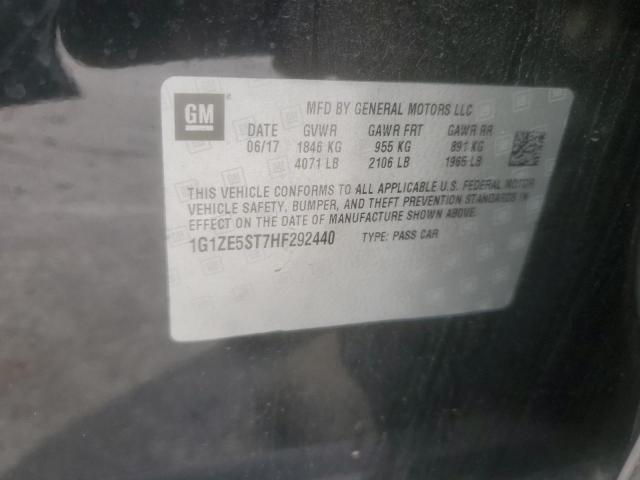 GM
MFD BY GENERAL MOTORS LLC
DATE GVWR GAWR FRT GAWR RR
06/17 1846 KG 955 KG 891 KG
4071 LB 2106 LB 1965 LB
THIS VEHICLE CONFORMS TO ALL APPLICABLE U.S. FEDERAL MOTOR
VEHICLE SAFETY, BUMPER, AND THEFT PREVENTION STANDARDS IN
EFFECT ON THE DATE OF MANUFACTURE SHOWN ABOVE.
1G1ZE5ST7HF292440 TYPE: PASS CAR